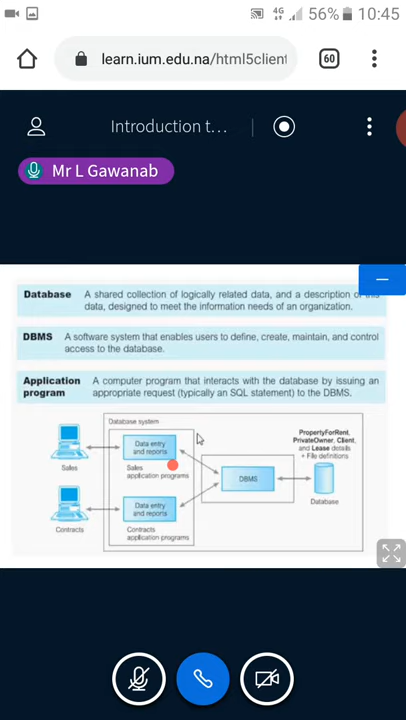 4G 56% 10:45
learn.ium.edu.na/html5client
60
Introduction t...
Mr L Gawanab
Database A shared collection of logically related data, and a description of this
data, designed to meet the information needs of an organization.
DBMS A software system that enables users to define, create, maintain, and control
access to the database.
Application A computer program that interacts with the database by issuing an
program appropriate request (typically an SQL statement) to the DBMS.
Database system
PropertyForRent,
PrivateOwner, Client,
and Lease details
+ File definitions
Data entry
and reports
Sales
Sales
application programs
DBMS
Database
Data entry
and reports
Contracts
Contracts
application programs